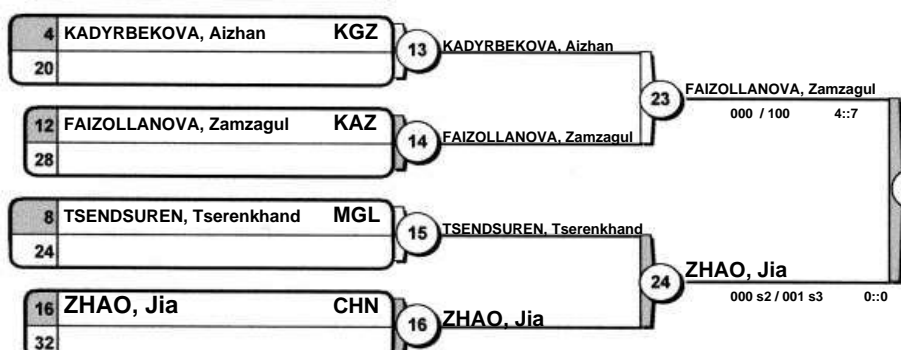 4 KADYRBEKOVA, Aizhan KGZ
20
13 KADYRBEKOVA, Aizhan
12 FAIZOLLANOVA, Zamzagul KAZ
28
14 FAIZOLLANOVA, Zamzagul
23 FAIZOLLANOVA, Zamzagul
000 / 100 4::7
8 TSENDSUREN, Tserenkhand MGL
24
15 TSENDSUREN, Tserenkhand
16 ZHAO, Jia CHN
32
16 ZHAO, Jia
24 ZHAO, Jia
000 s2 / 001 s3 0::0